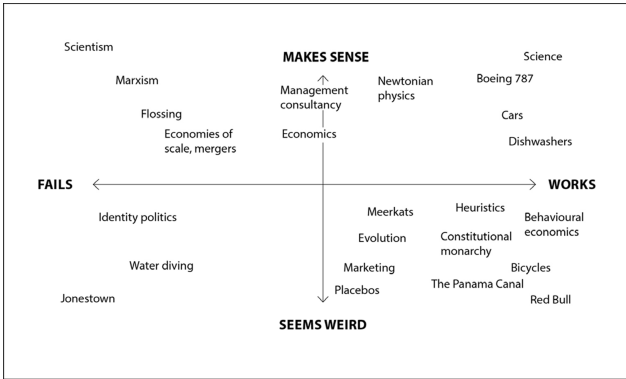 Scientism
MAKES SENSE
Science
Marxism
Management
consultancy
Newtonian
physics
Boeing 787
Flossing
Cars
Economies of
scale, mergers
Economics
Dishwashers
FAILS
WORKS
Identity politics
Meerkats
Heuristics
Behavioural
economics
Evolution
Constitutional
monarchy
Water diving
Marketing
Bicycles
Jonestown
Placebos
The Panama Canal
Red Bull
SEEMS WEIRD